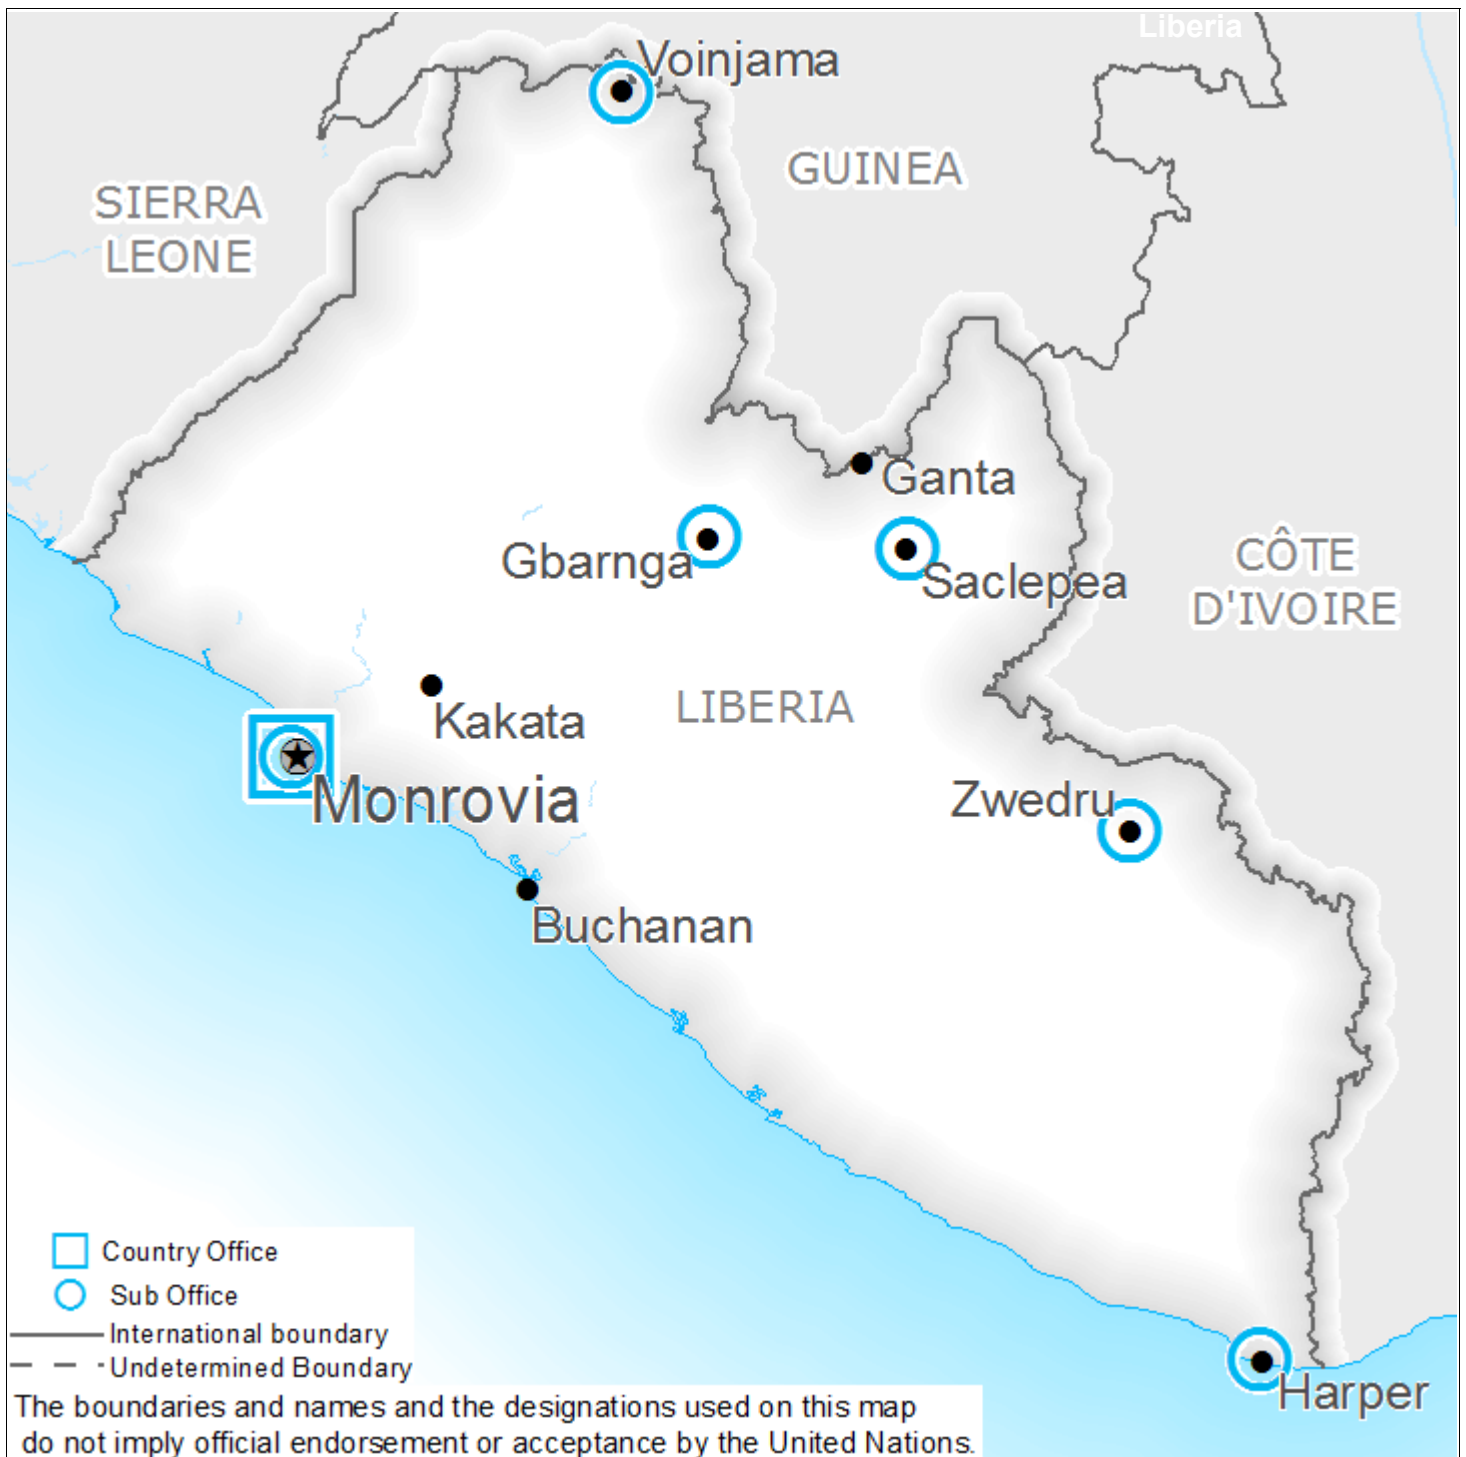 Liberia
Voinjama
GUINEA
SIERRA
LEONE
Ganta
Gbarnga
Saclepea
CÔTE
D'IVOIRE
Kakata
LIBERIA
Monrovia
Zwedru
Buchanan
Country Office
Sub Office
International boundary
Undetermined Boundary
Harper
The boundaries and names and the designations used on this map
do not imply official endorsement or acceptance by the United Nations.